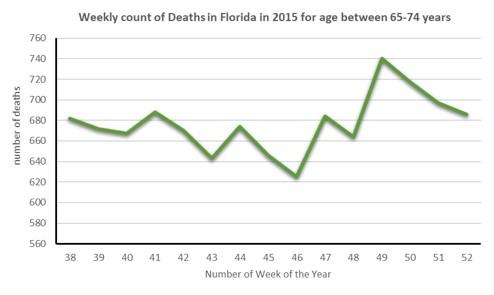 Weekly count of Deaths in Florida in 2015 for age between 65-74 years
760
740
720
700
680
660
640
620
600
580
560
number of deaths
38 39 40 41 42 43 44 45 46 47 48 49 50 51 52
Number of Week of the Year